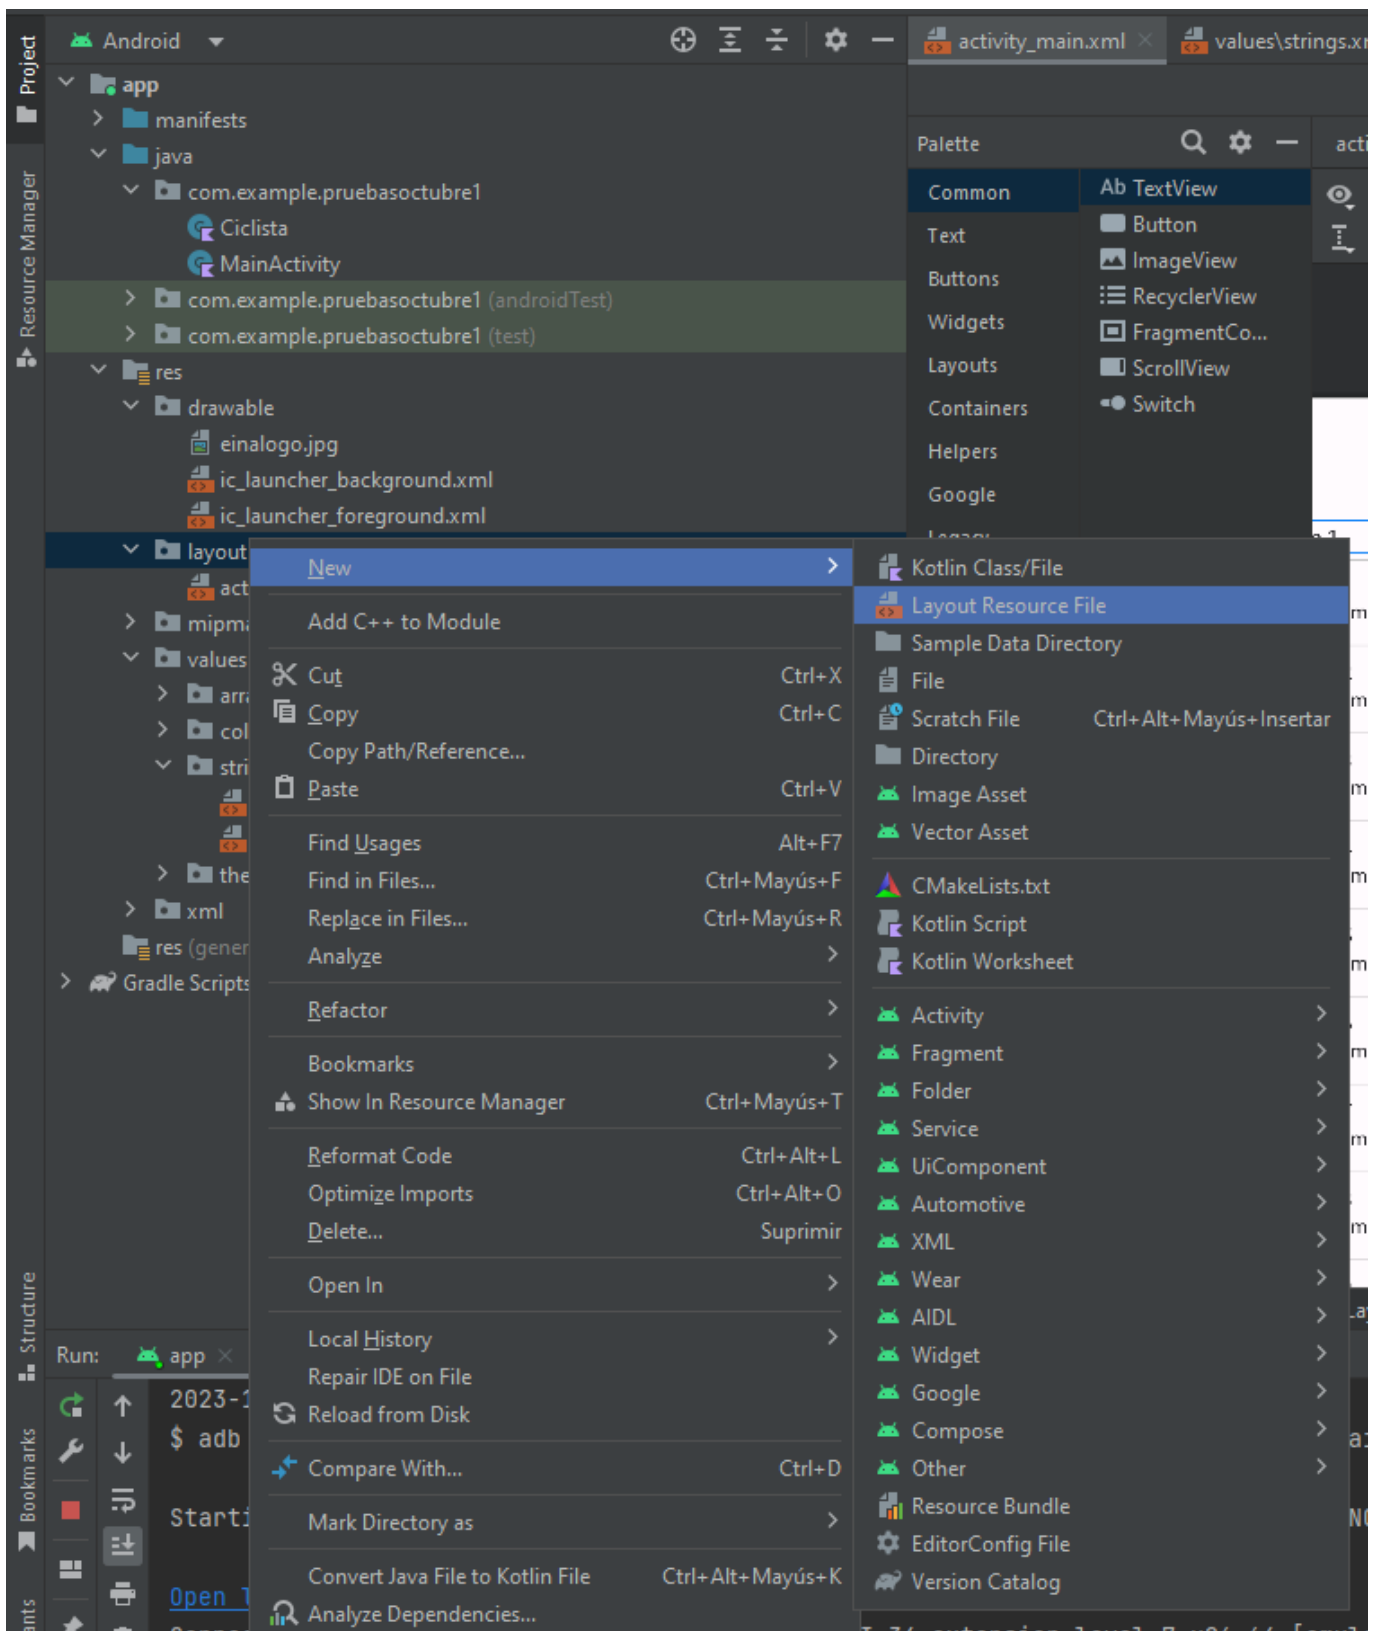 Project
Resource Manager
Structure
Bookmarks
Android
app
manifests
java
com.example.pruebasoctubre1
Ciclista
MainActivity
com.example.pruebasoctubre1 (androidTest)
com.example.pruebasoctubre1 (test)
res
drawable
einalogo.jpg
ic_launcher_background.xml
ic_launcher_foreground.xml
layout
act
mipma
values
arra
col
stri
the
xml
res (gener
Gradle Scripts
activity_main.xml
values\strings.x
Palette
acti
Common
Text
Buttons
Widgets
Layouts
Containers
Helpers
Google
Legacy
Ab TextView
Button
ImageView
RecyclerView
FragmentCo...
ScrollView
Switch
New
Add C++ to Module
Cut Ctrl+X
Copy Ctrl+C
Copy Path/Reference...
Paste Ctrl+V
Find Usages Alt+F7
Find in Files... Ctrl+Mayús+F
Replace in Files... Ctrl+Mayús+R
Analyze
Refactor
Bookmarks
Show In Resource Manager Ctrl+Mayús+T
Reformat Code Ctrl+Alt+L
Optimize Imports Ctrl+Alt+O
Delete... Suprimir
Open In
Local History
Repair IDE on File
Reload from Disk
Compare With... Ctrl+D
Mark Directory as
Convert Java File to Kotlin File Ctrl+Alt+Mayús+K
Analyze Dependencies...
Kotlin Class/File
Layout Resource File
Sample Data Directory
File
Scratch File Ctrl+Alt+Mayús+Insertar
Directory
Image Asset
Vector Asset
CMakeLists.txt
Kotlin Script
Kotlin Worksheet
Activity
Fragment
Folder
Service
UiComponent
Automotive
XML
Wear
AIDL
Widget
Google
Compose
Other
Resource Bundle
EditorConfig File
Version Catalog
Run: app
2023-1
$ adb
Starti
Open